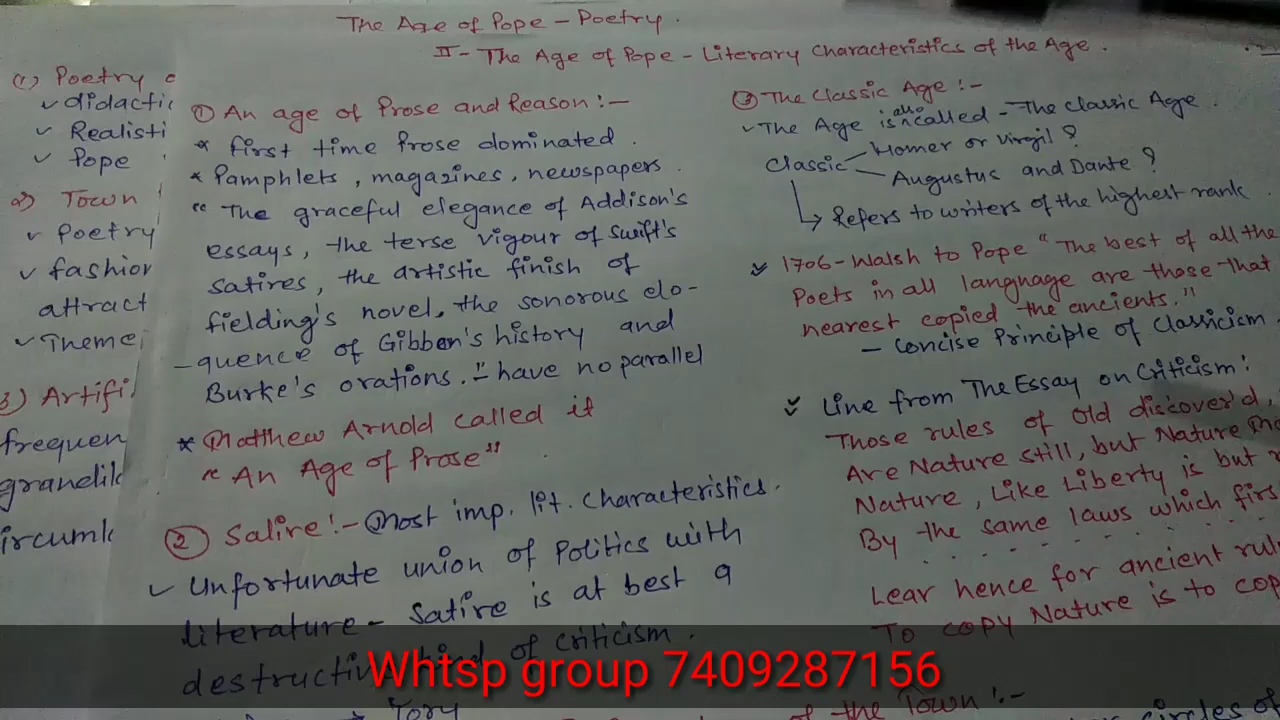 The Age of Pope - Poetry.
II - The Age of Pope - Literary Characteristics of the Age.
(1) Poetry
✓ didactic
✓ Realisti
✓ Pope
2) Town
✓ Poetry
✓ fashion
attract
✓ Theme
3) Artifi
frequen
grandilo
ircumlo
① An age of Prose and Reason :-
* first time Prose dominated.
* Pamphlets, magazines, newspapers.
"The graceful elegance of Addison's
essays, the terse vigour of Swift's
satires, the artistic finish of
fielding's novel, the sonorous elo-
-quence of Gibben's history and
Burke's orations." - have no parallel
* Matthew Arnold called it
"An Age of Prose"
② Satire :- Most imp. lit. characteristics.
✓ Unfortunate union of Politics with
literature - Satire is at best a
destructive kind of criticism.
Tory
③ The Classic Age :-
✓ The Age is also called - The Classic Age.
Classic - Homer or Virgil ?
- Augustus and Dante ?
↳ Refers to writers of the highest rank
✓ 1706 - Walsh to Pope "The best of all the
Poets in all language are those that
nearest copied the ancients."
- Concise Principle of Classicism.
✓ Line from The Essay on Criticism :
Those rules of old discover'd,
Are Nature still, but Nature
Nature, Like Liberty is but
By the same laws which firs
. . . . . . . . . .
Lear hence for ancient rul
To copy Nature is to cop
of the Town :-
circles of
Whtsp group 7409287156